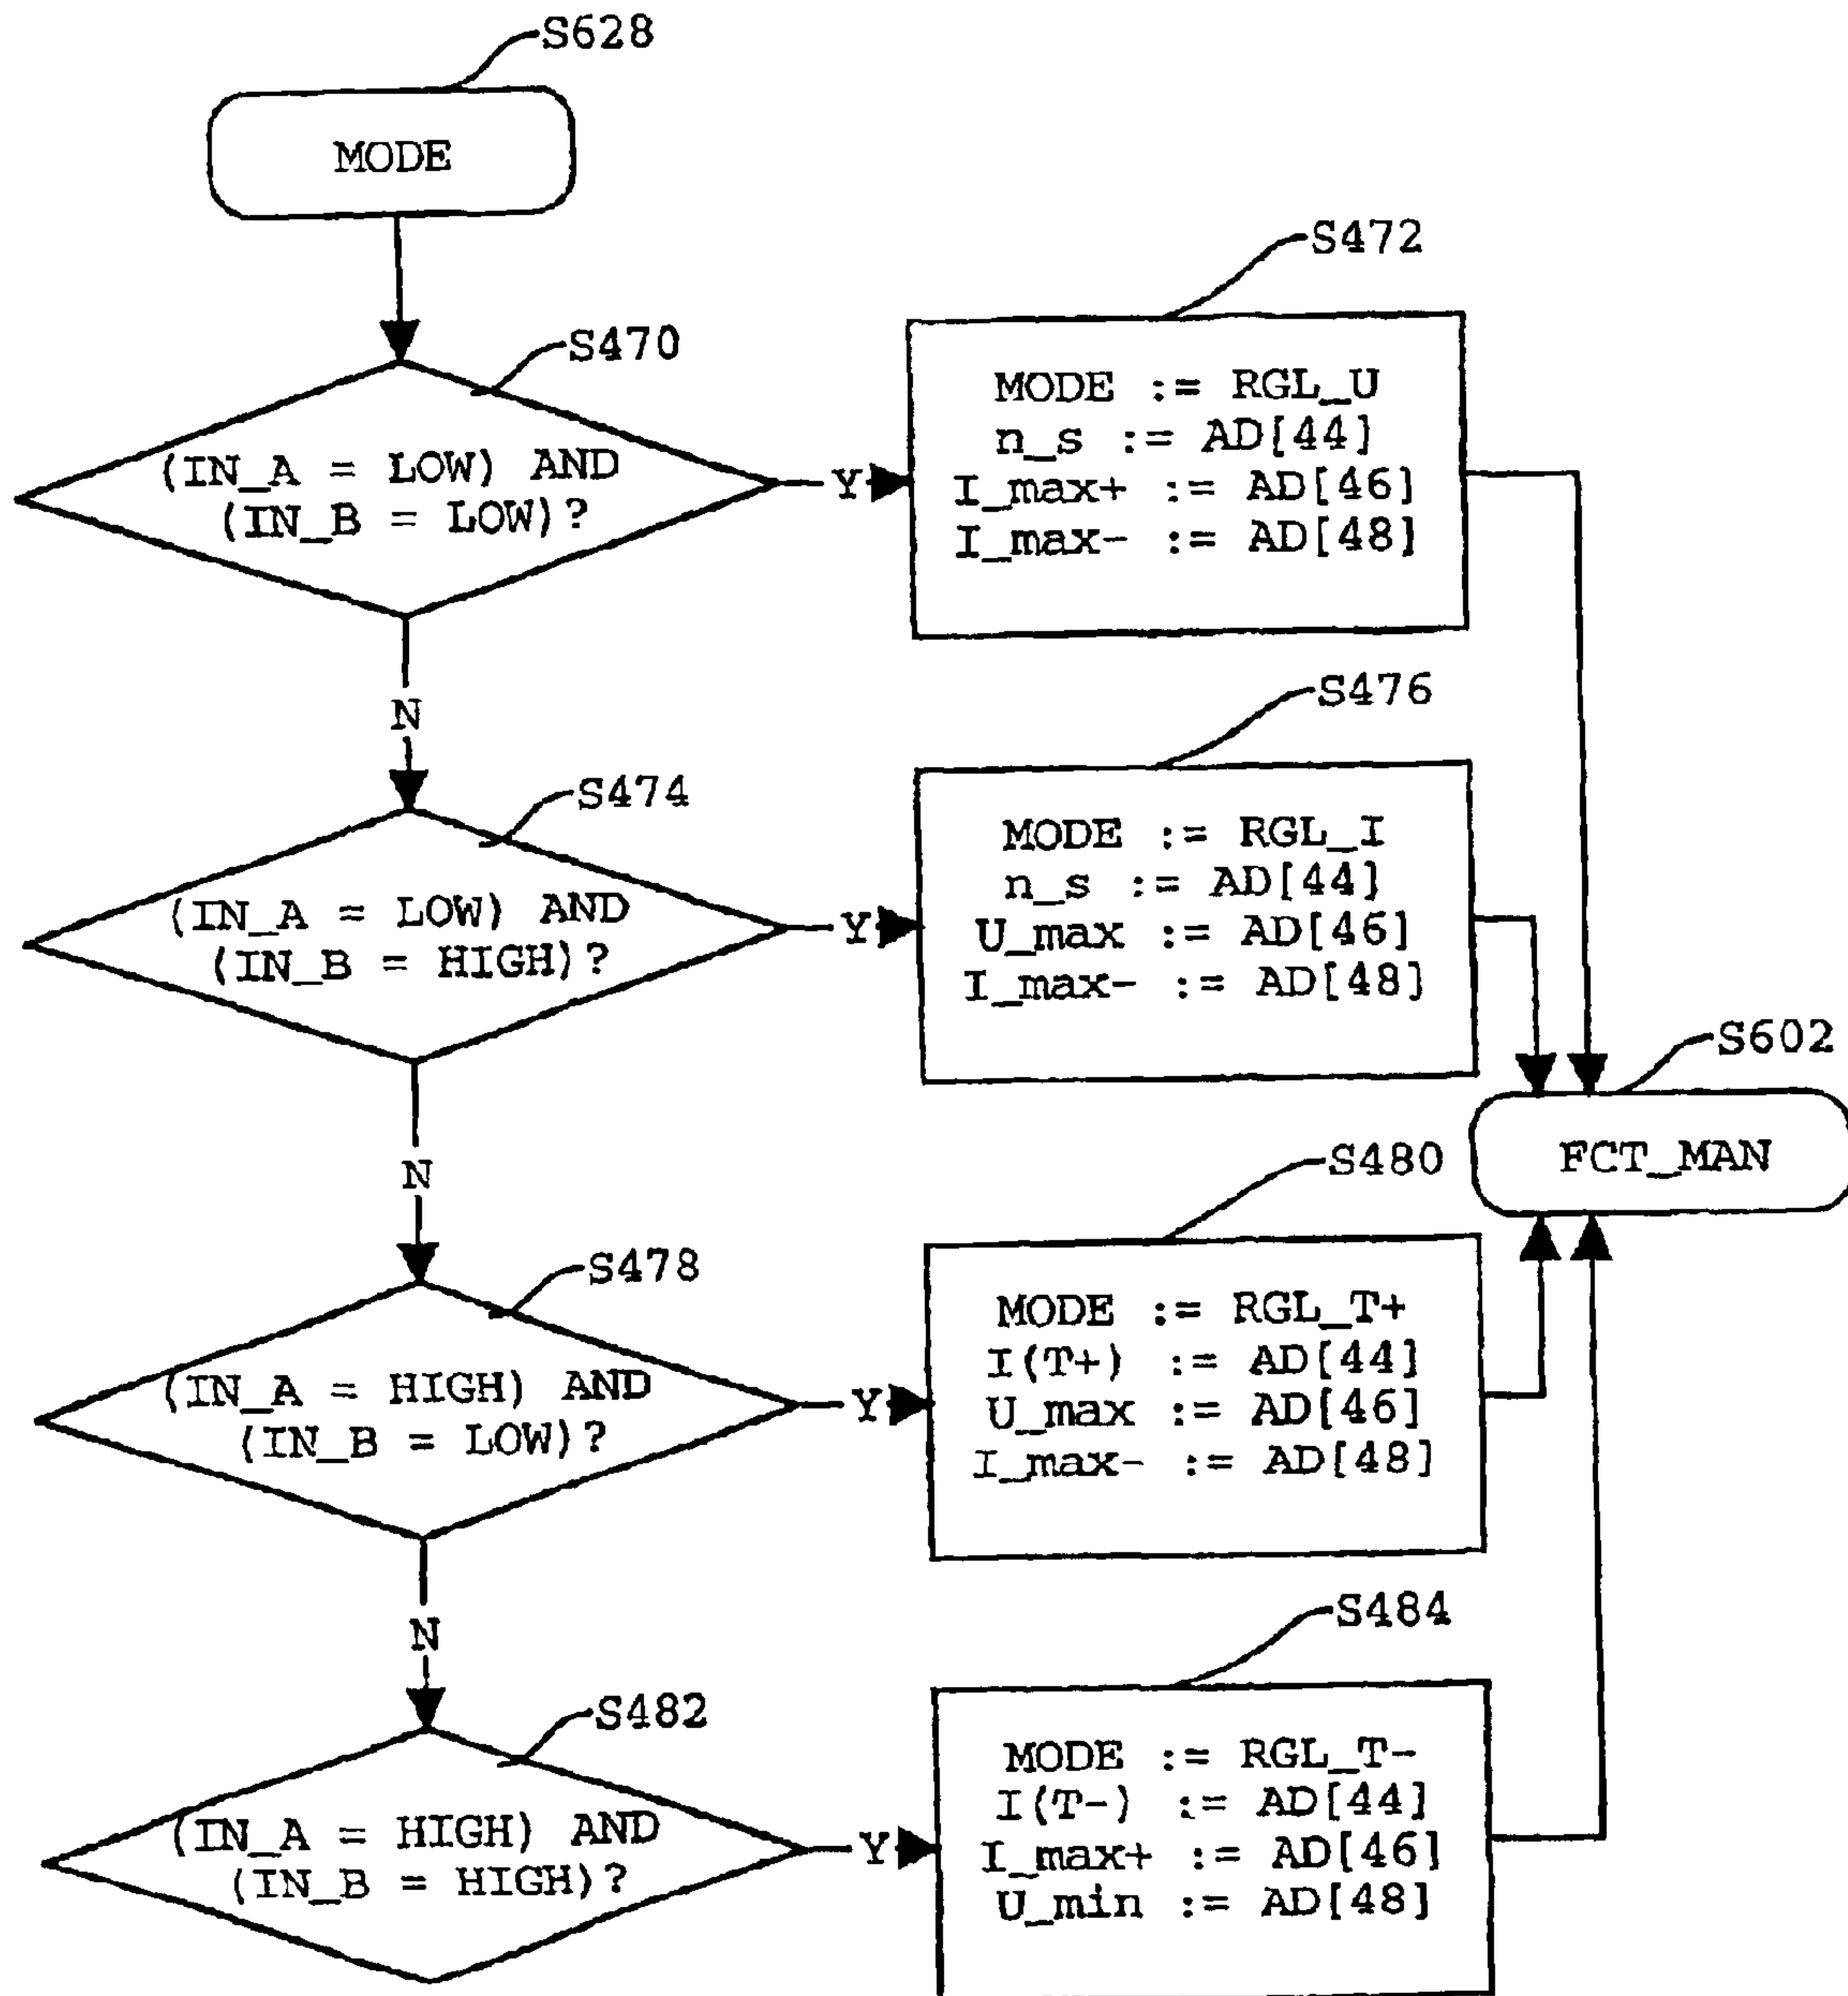 S628
MODE
S470
(IN_A = LOW) AND
(IN_B = LOW)?
Y
S472
MODE := RGL_U
n_s := AD[44]
I_max+ := AD[46]
I_max- := AD[48]
N
S474
(IN_A = LOW) AND
(IN_B = HIGH)?
Y
S476
MODE := RGL_I
n_s := AD[44]
U_max := AD[46]
I_max- := AD[48]
S602
FCT_MAN
N
S478
(IN_A = HIGH) AND
(IN_B = LOW)?
Y
S480
MODE := RGL_T+
I(T+) := AD[44]
U_max := AD[46]
I_max- := AD[48]
N
S482
(IN_A = HIGH) AND
(IN_B = HIGH)?
Y
S484
MODE := RGL_T-
I(T-) := AD[44]
I_max+ := AD[46]
U_min := AD[48]